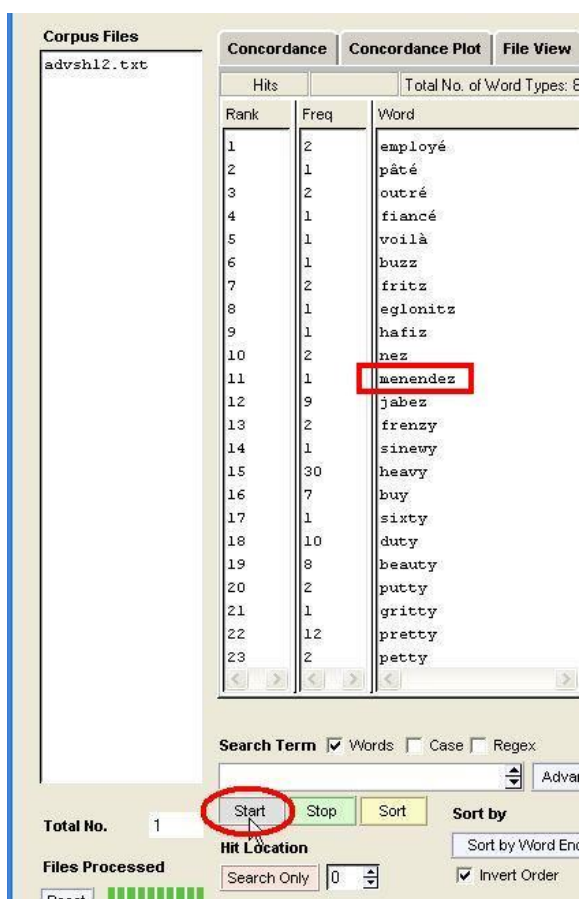 Corpus Files
advsh12.txt
Concordance Concordance Plot File View
Hits Total No. of Word Types: 8
Rank Freq Word
1 2 employé
2 1 pâté
3 2 outré
4 1 fiancé
5 1 voilà
6 1 buzz
7 2 fritz
8 1 eglonitz
9 1 hafiz
10 2 nez
11 1 menendez
12 9 jabez
13 2 frenzy
14 1 sinewy
15 30 heavy
16 7 buy
17 1 sixty
18 10 duty
19 8 beauty
20 2 putty
21 1 gritty
22 12 pretty
23 2 petty
Search Term Words Case Regex
Advan
Start Stop Sort Sort by
Total No. 1
Hit Location Sort by Word End
Files Processed
Search Only 0 Invert Order
Reset